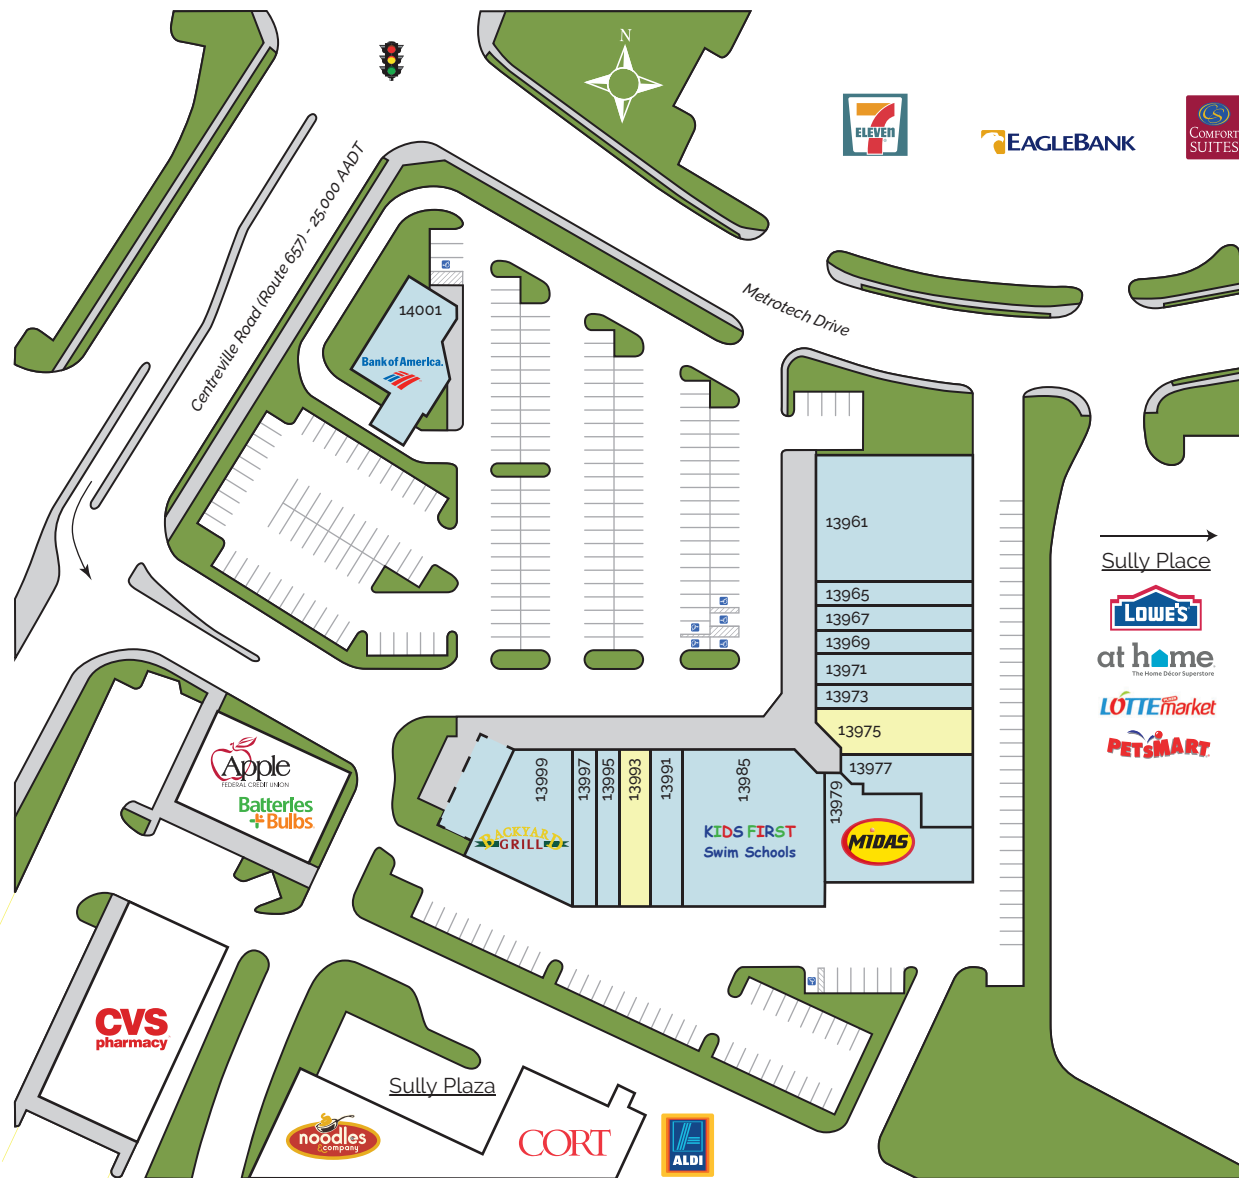 N
7
ELEVEN
EAGLEBANK
CS
COMFORT
SUITES
Centreville Road (Route 657) - 25,000 AADT
Metrotech Drive
14001
Bank of America.
13961
13965
13967
13969
13971
13973
13975
13977
13979
MIDAS
13999
13997
13995
13993
13991
13985
BACKYARD
GRILL
KIDS FIRST
Swim Schools
Sully Place
LOWE'S
at home.
The Home Décor Superstore
LOTTE PLAZA market
PETSMART
Apple
FEDERAL CREDIT UNION
Batteries
+Bulbs
CVS
pharmacy
Sully Plaza
noodles
&company
CORT
ALDI